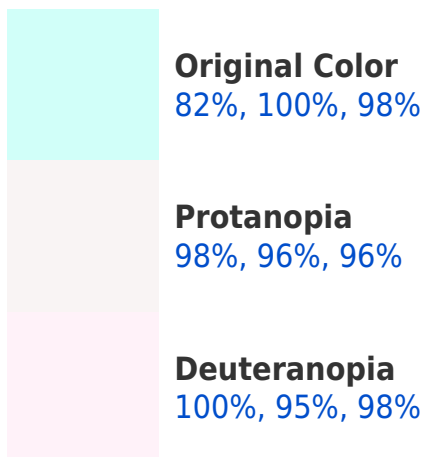 Original Color
82%, 100%, 98%
Protanopia
98%, 96%, 96%
Deuteranopia
100%, 95%, 98%